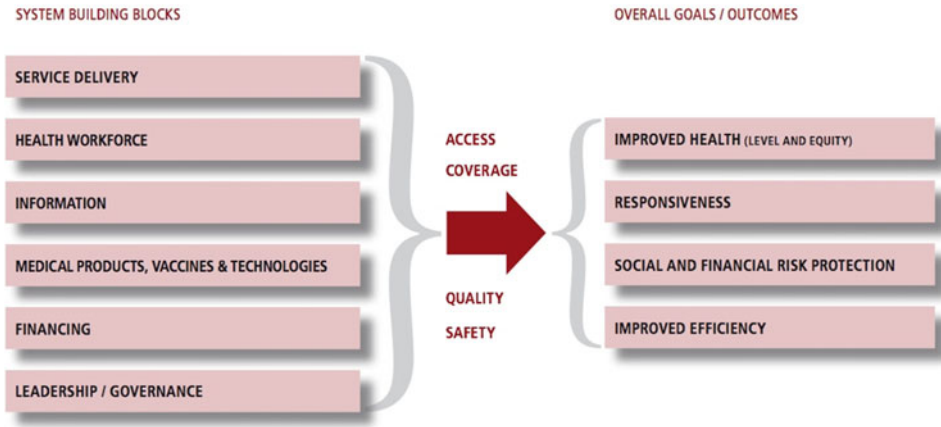 SYSTEM BUILDING BLOCKS
SERVICE DELIVERY
HEALTH WORKFORCE
INFORMATION
MEDICAL PRODUCTS, VACCINES & TECHNOLOGIES
FINANCING
LEADERSHIP / GOVERNANCE
ACCESS
COVERAGE
QUALITY
SAFETY
OVERALL GOALS / OUTCOMES
IMPROVED HEALTH (LEVEL AND EQUITY)
RESPONSIVENESS
SOCIAL AND FINANCIAL RISK PROTECTION
IMPROVED EFFICIENCY